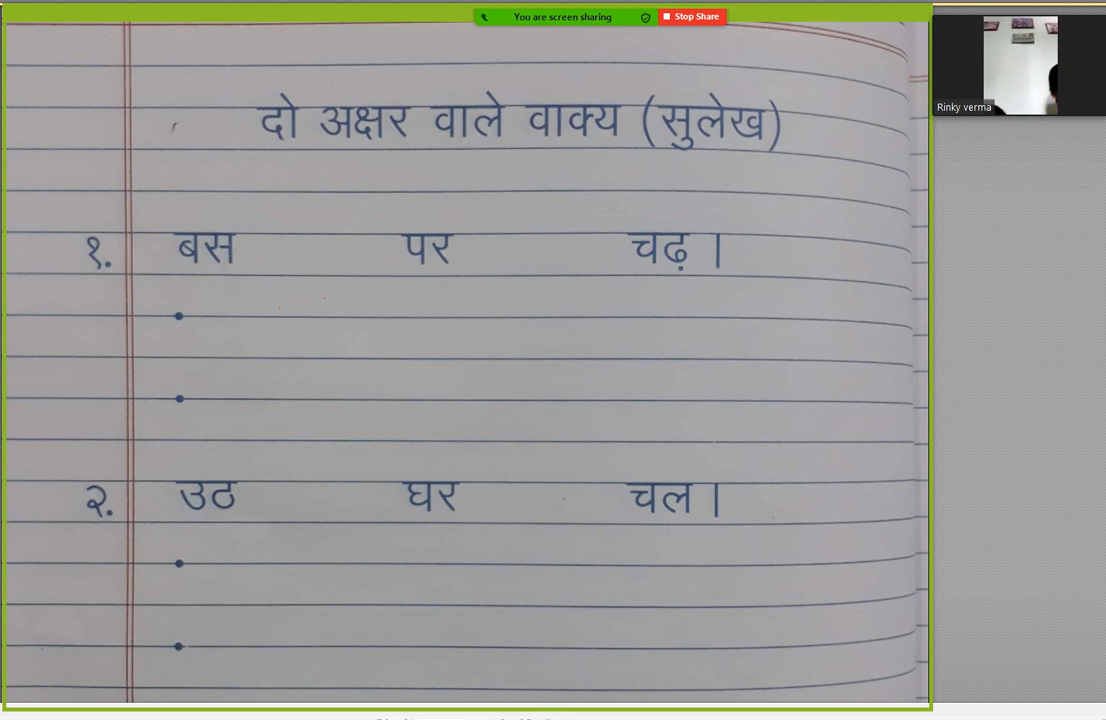 You are screen sharing Stop Share
Rinky verma
दो अक्षर वाले वाक्य (सुलेख)
१. बस पर चढ़ ।
२. उठ घर चल ।